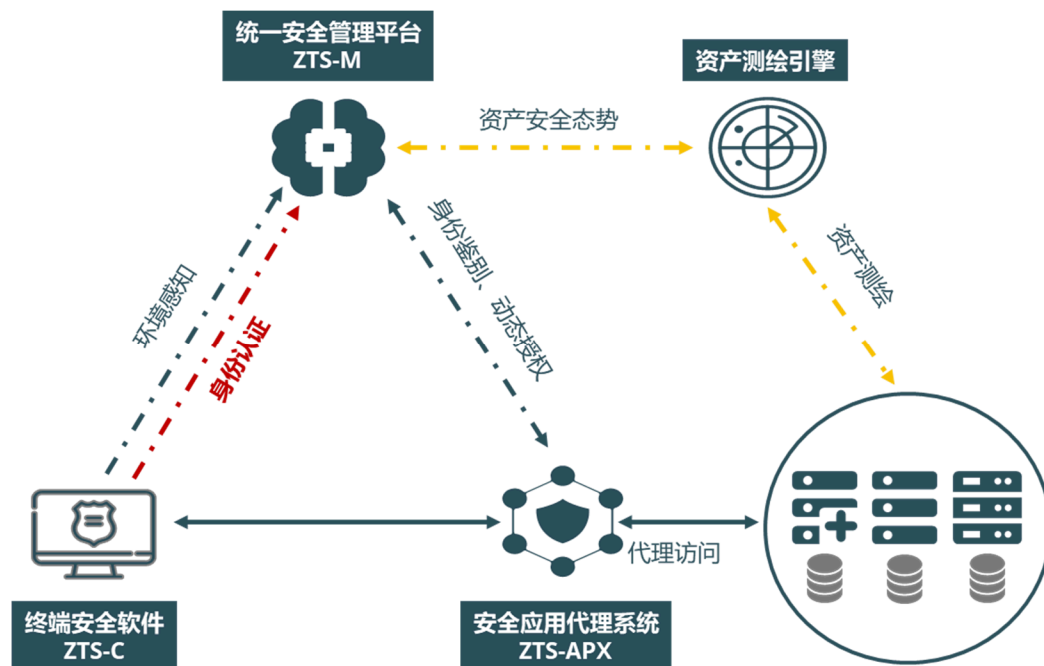 统一安全管理平台
ZTS-M
资产测绘引擎
资产安全态势
环境感知
身份认证
身份鉴别、动态授权
资产测绘
代理访问
终端安全软件
ZTS-C
安全应用代理系统
ZTS-APX